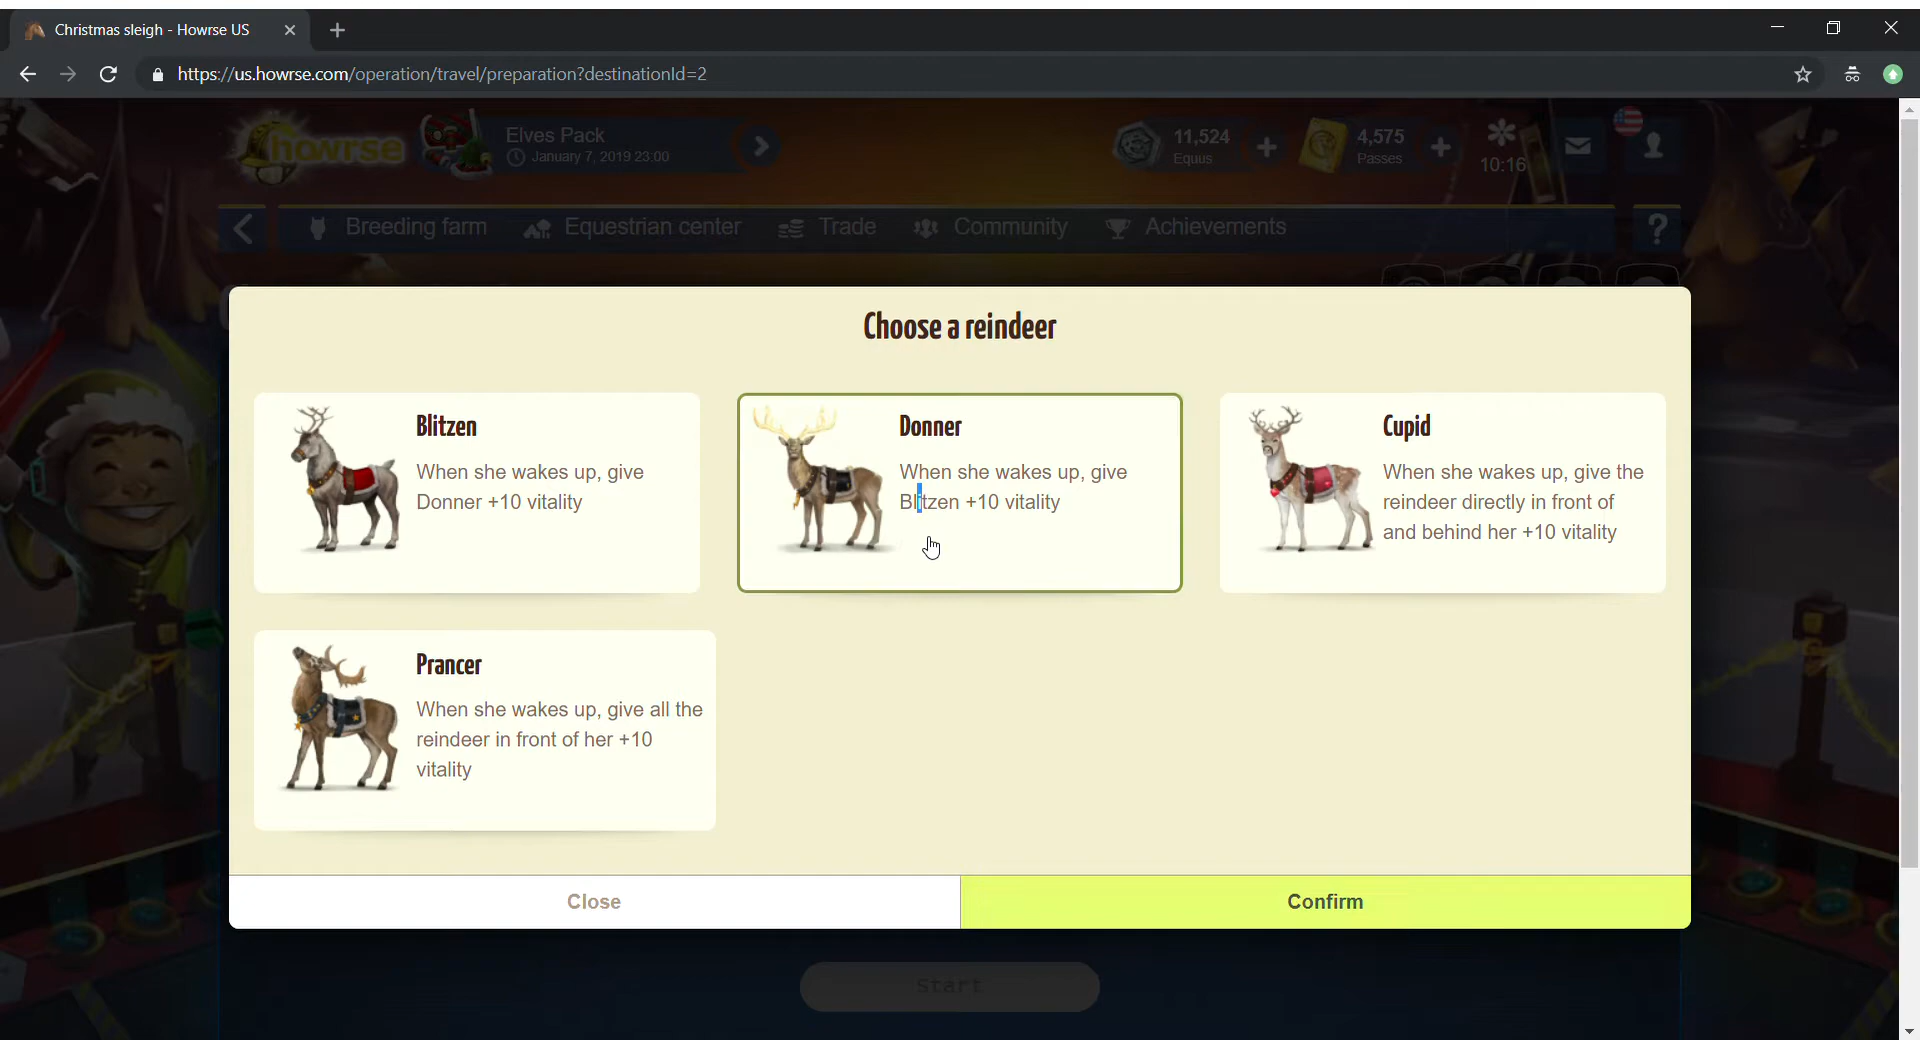 Christmas sleigh - Howrse US
https://us.howrse.com/operation/travel/preparation?destinationId=2
howrse
Elves Pack
January 7, 2019 23:00
11,524
Equus
4,575
Passes
10:16
Breeding farm
Equestrian center
Trade
Community
Achievements
?
Choose a reindeer
Blitzen
When she wakes up, give
Donner +10 vitality
Donner
When she wakes up, give
Blitzen +10 vitality
Cupid
When she wakes up, give the
reindeer directly in front of
and behind her +10 vitality
Prancer
When she wakes up, give all the
reindeer in front of her +10
vitality
Close
Confirm
Start